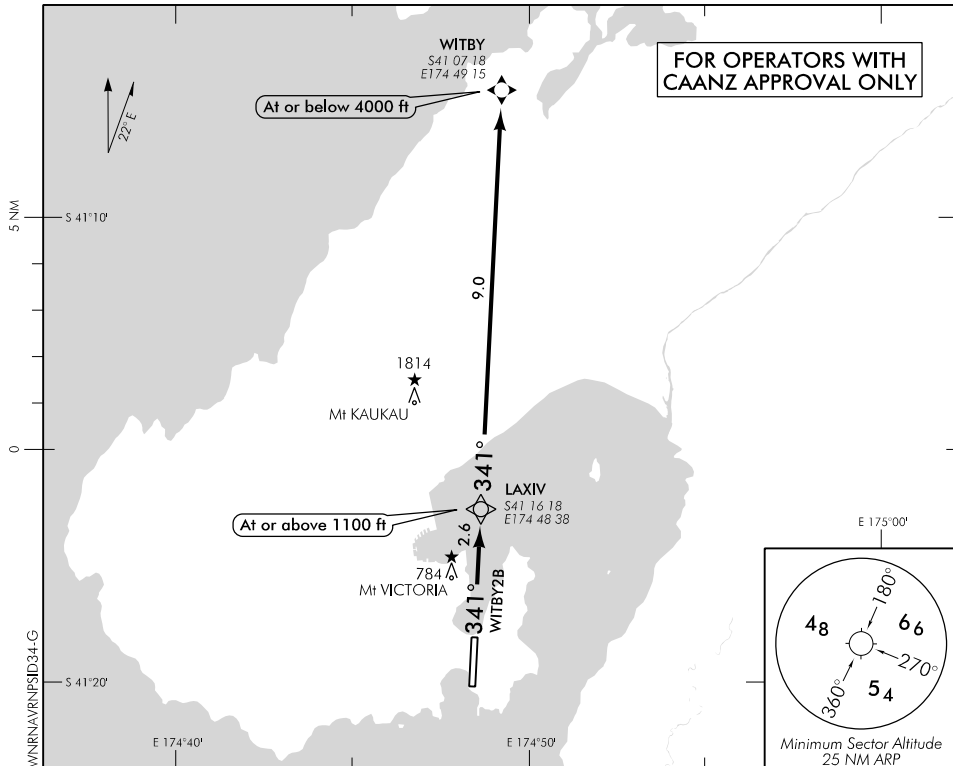 WITBY
S41 07 18
E174 49 15
FOR OPERATORS WITH
CAANZ APPROVAL ONLY
At or below 4000 ft
22° E
5 NM
S 41°10'
9.0
1814
Mt KAUKAU
0
341°
LAXIV
S41 16 18
E174 48 38
At or above 1100 ft
2.6
784
Mt VICTORIA
341°
WITBY2B
E 175°00'
S 41°20'
E 174°40'
E 174°50'
180°
48
66
270°
54
360°
Minimum Sector Altitude
25 NM ARP
WNRNAVRNPSID34-G